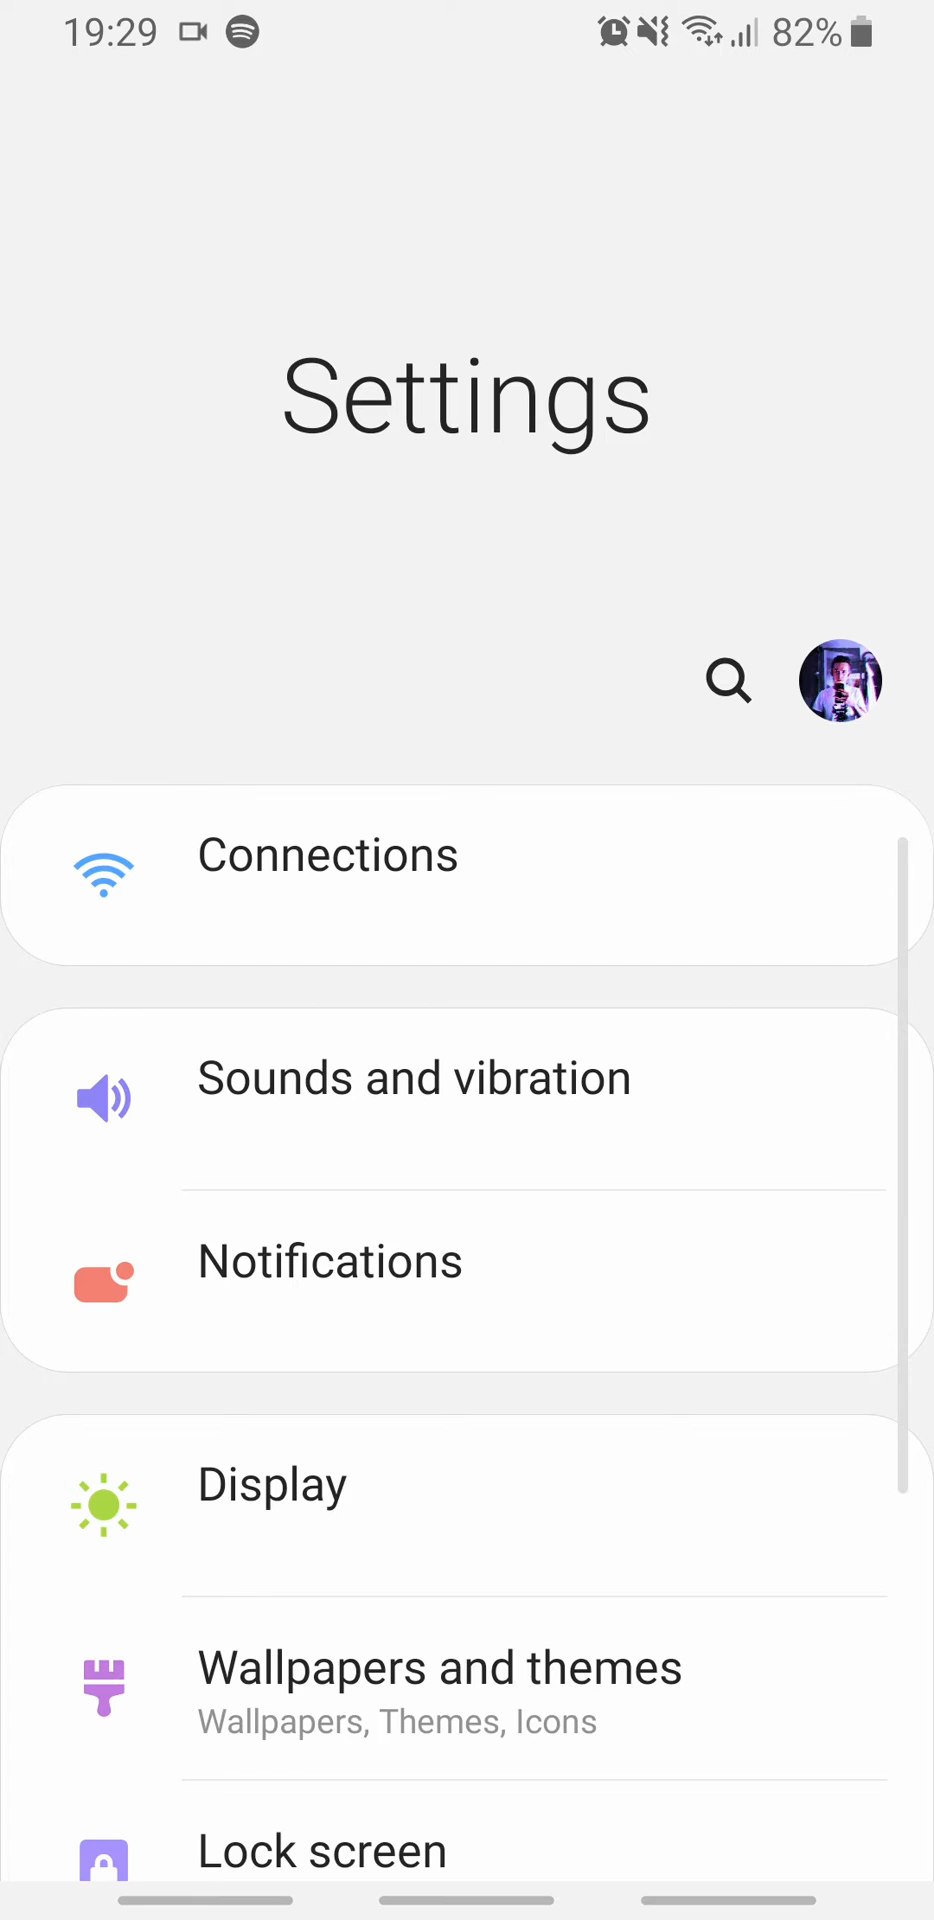 19:29
82%
Settings
Connections
Sounds and vibration
Notifications
Display
Wallpapers and themes
Wallpapers, Themes, Icons
Lock screen